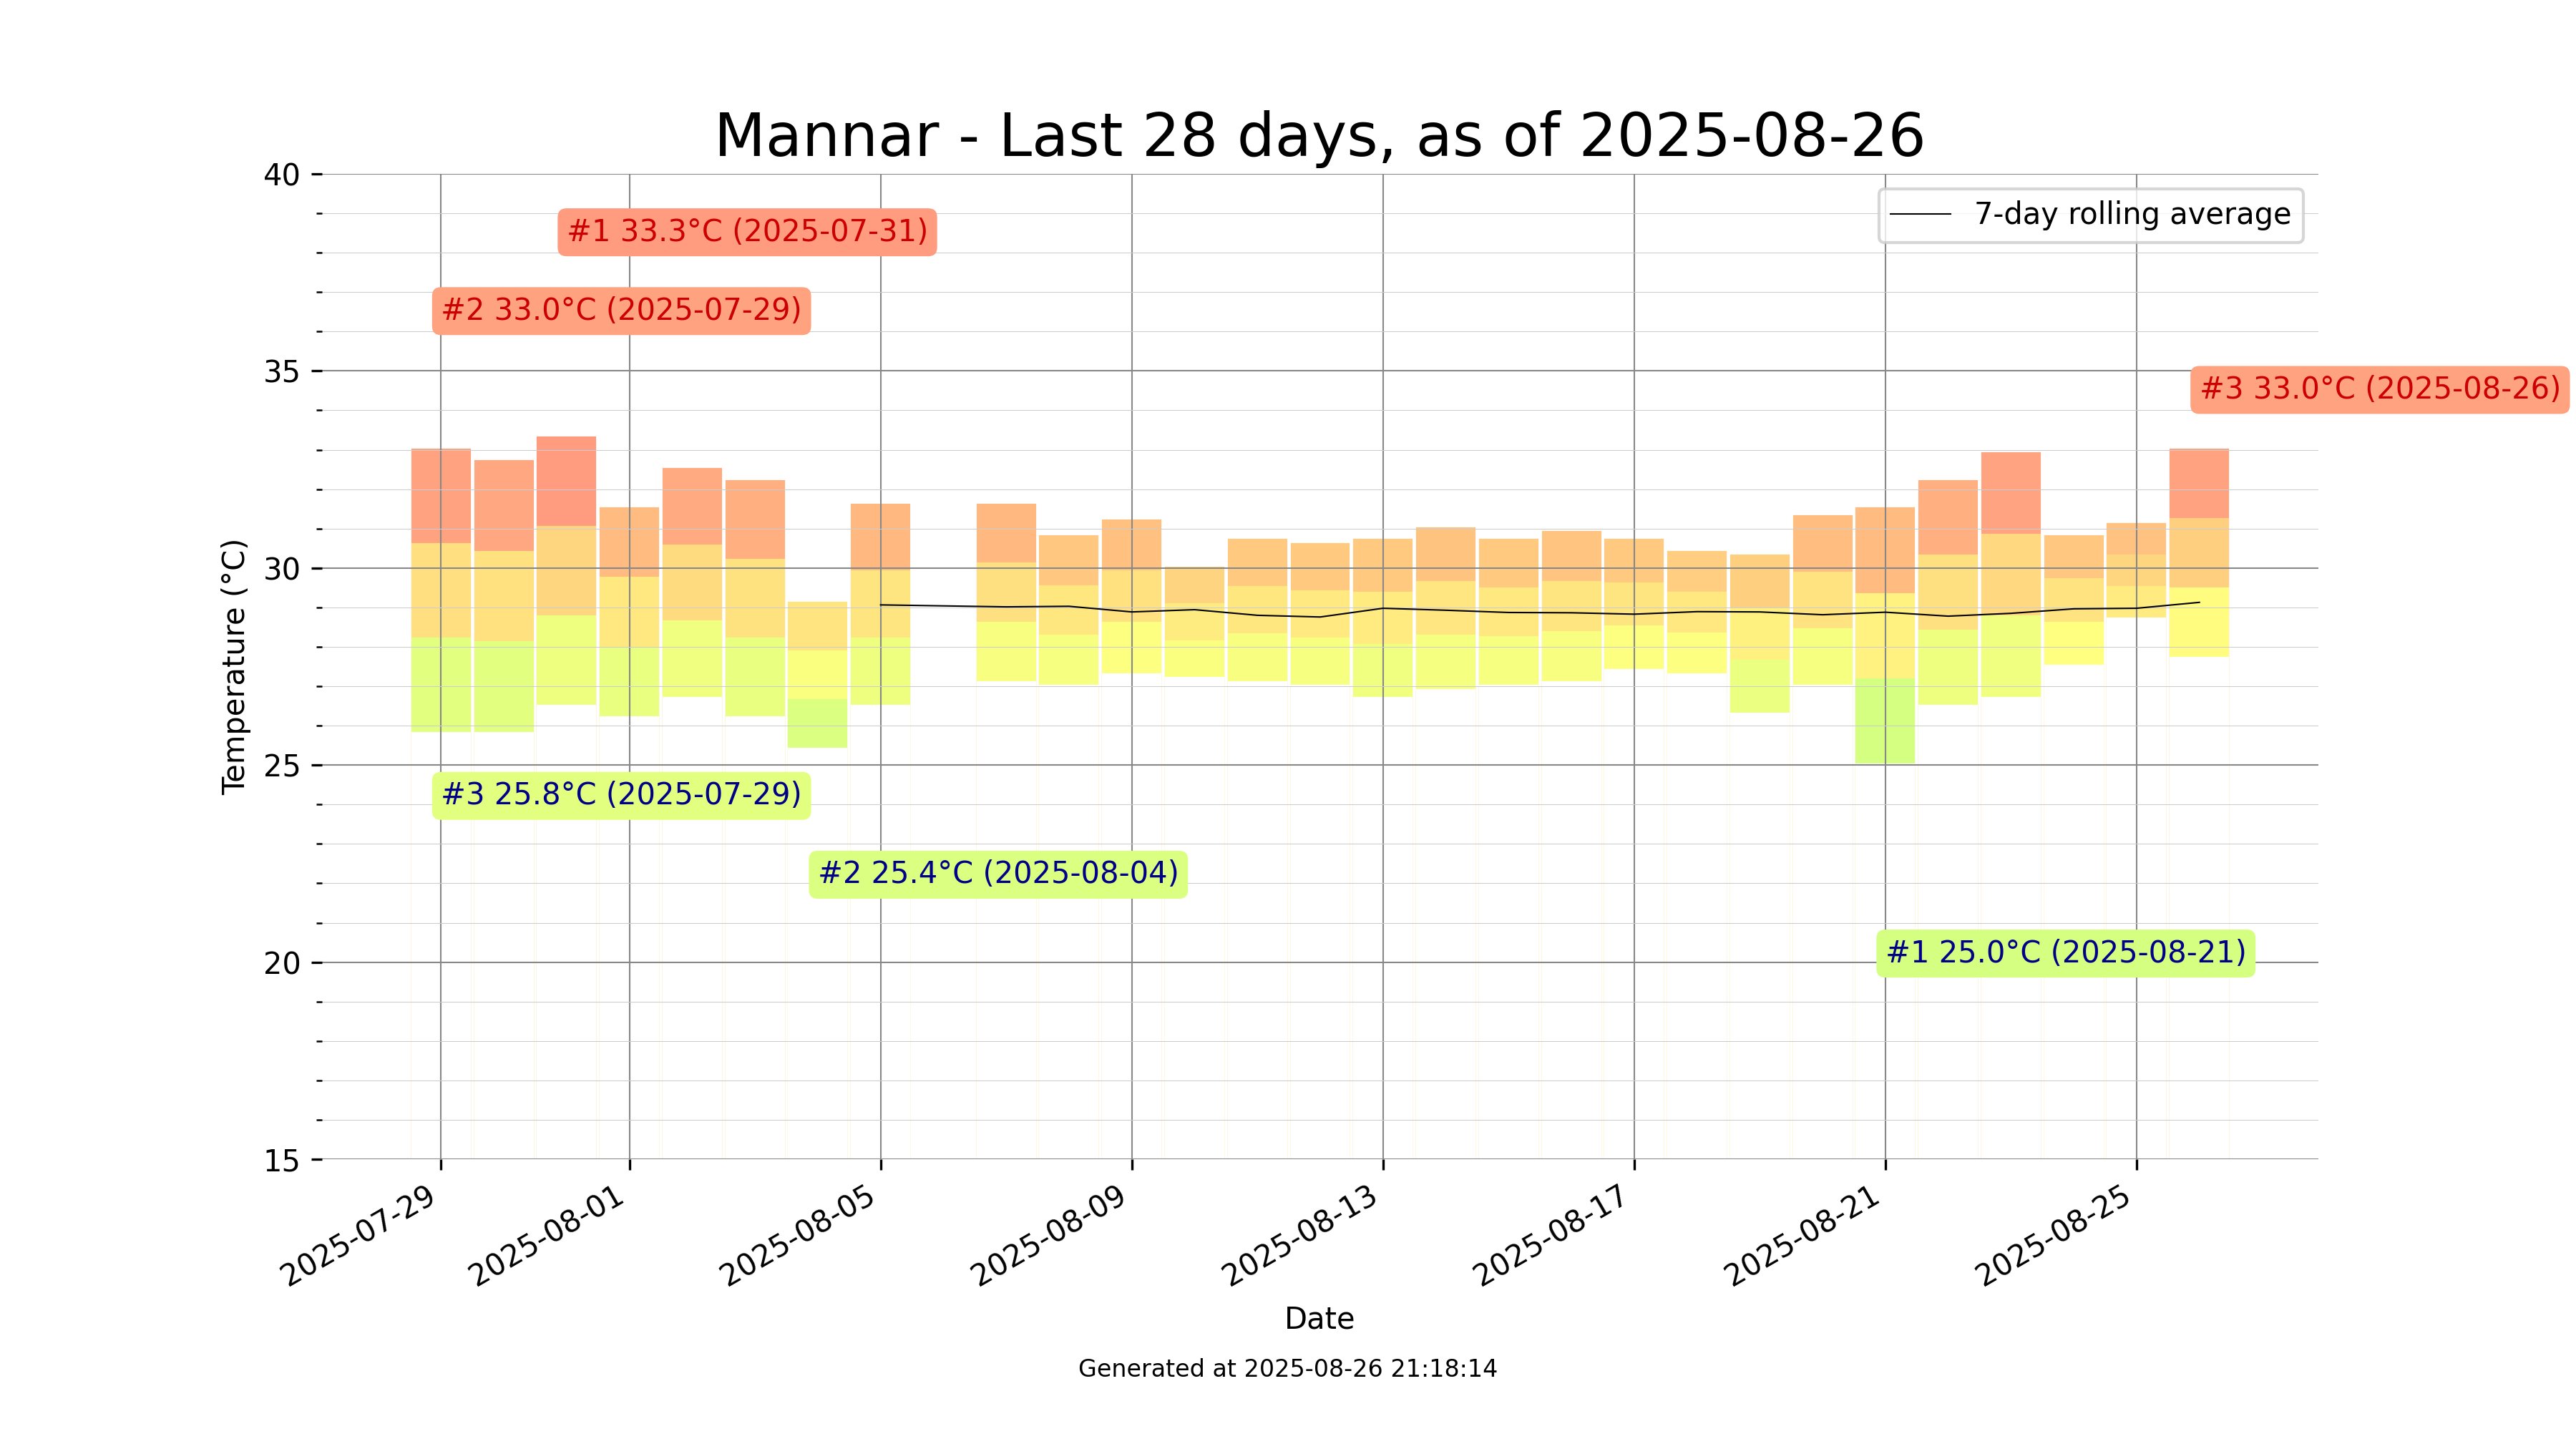 Mannar - Last 28 days, as of 2025-08-26
40
7-day rolling average
#1 33.3°C (2025-07-31)
#2 33.0°C (2025-07-29)
35
#3 33.0°C (2025-08-26)
30
Temperature (°C)
25
#3 25.8°C (2025-07-29)
#2 25.4°C (2025-08-04)
#1 25.0°C (2025-08-21)
20
15
2025-07-29
2025-08-01
2025-08-05
2025-08-09
2025-08-13
2025-08-17
2025-08-21
2025-08-25
Date
Generated at 2025-08-26 21:18:14